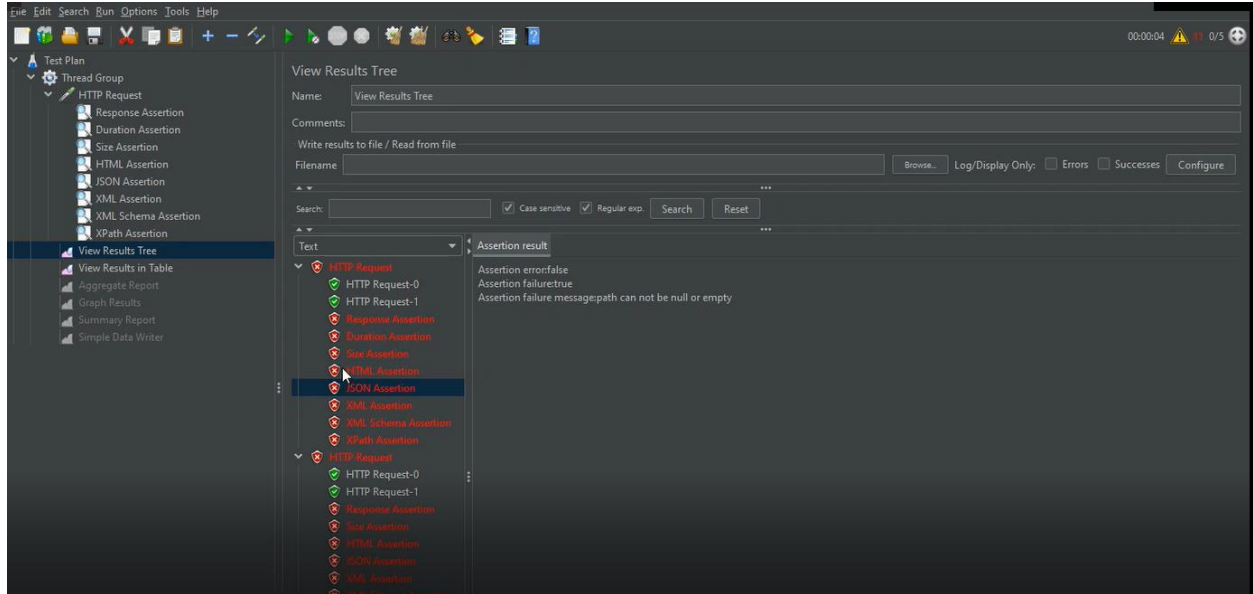 File Edit Search Run Options Tools Help
00:00:04 11 0/5
Test Plan
Thread Group
HTTP Request
Response Assertion
Duration Assertion
Size Assertion
HTML Assertion
JSON Assertion
XML Assertion
XML Schema Assertion
XPath Assertion
View Results Tree
View Results in Table
Aggregate Report
Graph Results
Summary Report
Simple Data Writer
View Results Tree
Name: View Results Tree
Comments:
Write results to file / Read from file
Filename Browse... Log/Display Only: Errors Successes Configure
Search: Case sensitive Regular exp. Search Reset
Text
HTTP Request
HTTP Request-0
HTTP Request-1
Response Assertion
Duration Assertion
Size Assertion
HTML Assertion
JSON Assertion
XML Assertion
XML Schema Assertion
XPath Assertion
HTTP Request
HTTP Request-0
HTTP Request-1
Response Assertion
Size Assertion
HTML Assertion
JSON Assertion
XML Assertion
Assertion result
Assertion error:false
Assertion failure:true
Assertion failure message:path can not be null or empty